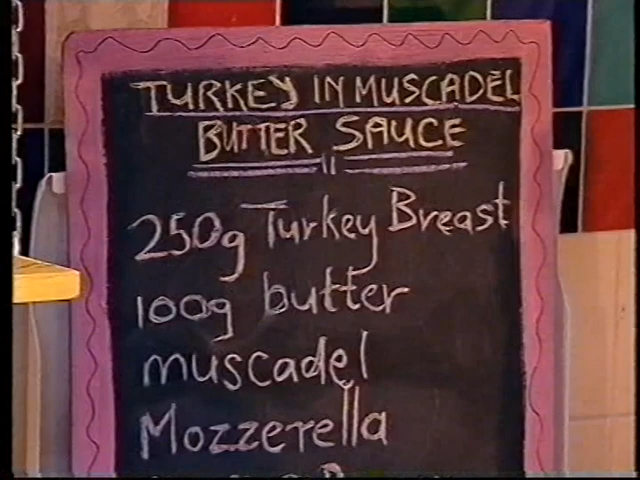 TURKEY IN MUSCADEL
BUTTER SAUCE
250g Turkey Breast
100g butter
muscadel
Mozzerella